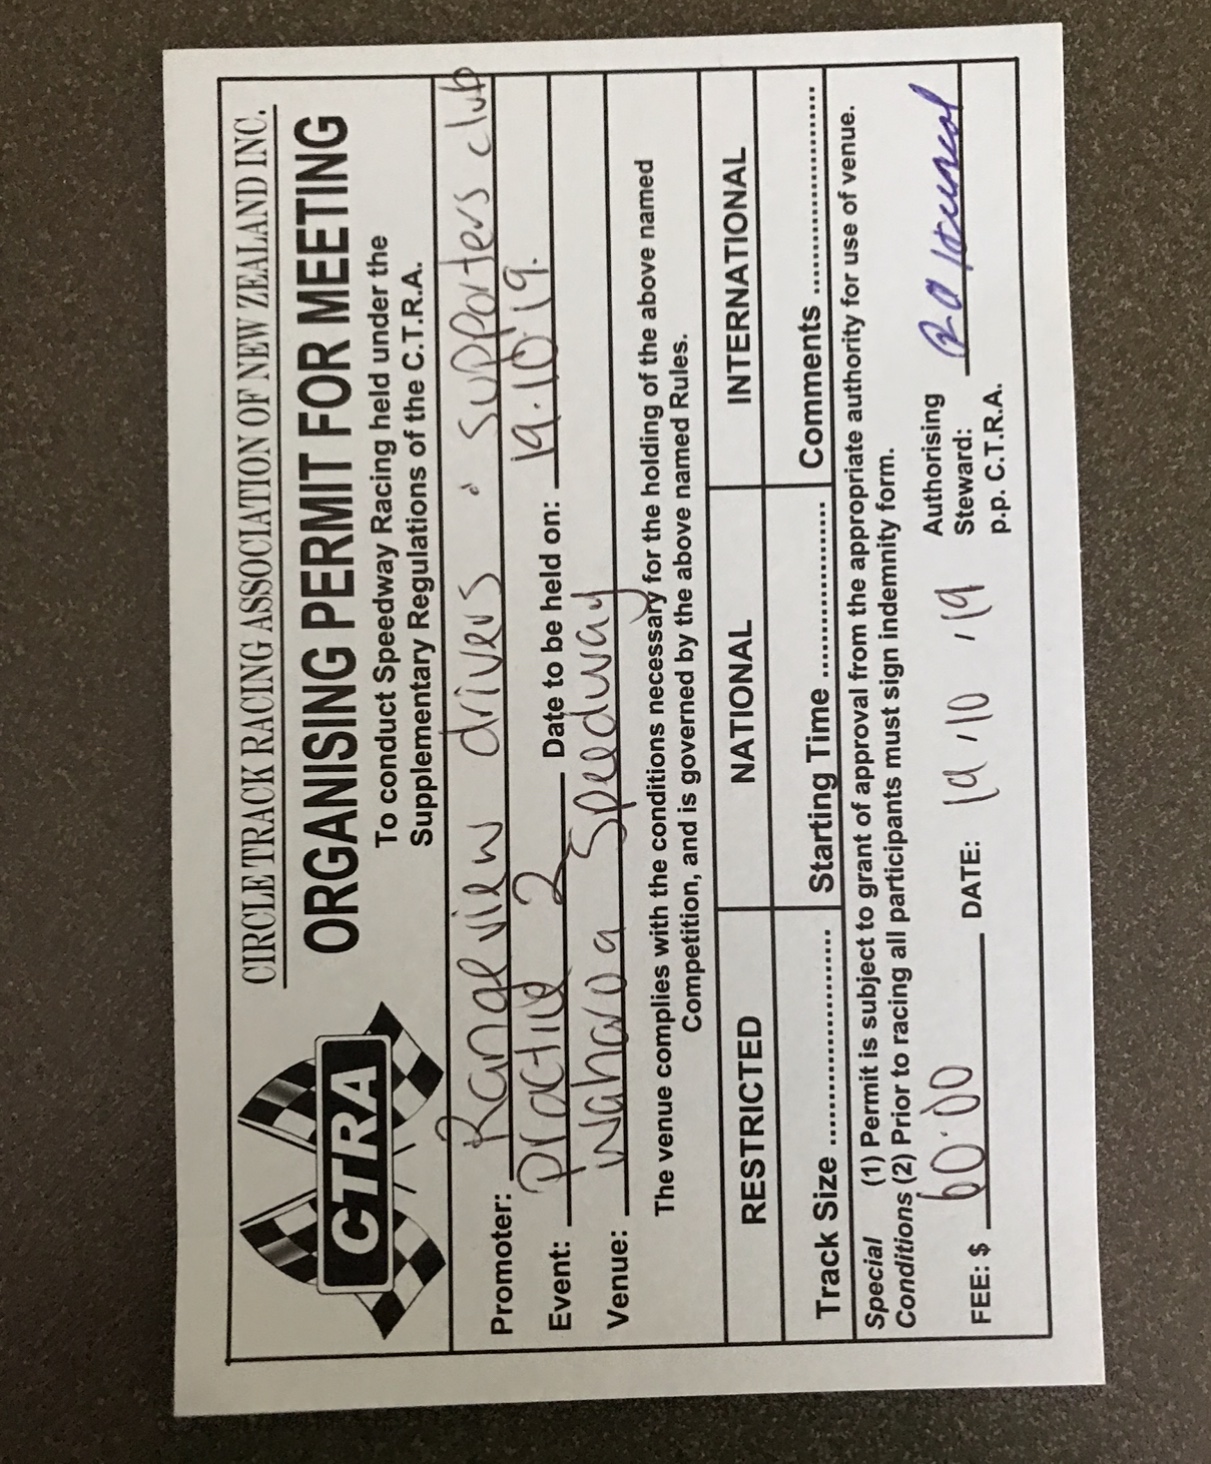 CIRCLE TRACK RACING ASSOCIATION OF NEW ZEALAND INC.
CTRA
ORGANISING PERMIT FOR MEETING
To conduct Speedway Racing held under the
Supplementary Regulations of the C.T.R.A.
Promoter: Rangeview drivers & supporters club
Event: Practice 2 Date to be held on: 19.10.19.
Venue: Waharoa Speedway
The venue complies with the conditions necessary for the holding of the above named
Competition, and is governed by the above named Rules.
RESTRICTED NATIONAL INTERNATIONAL
Track Size ........................ Starting Time .................... Comments ........................
Special (1) Permit is subject to grant of approval from the appropriate authority for use of venue.
Conditions (2) Prior to racing all participants must sign indemnity form.
Authorising
Steward:
p.p. C.T.R.A.
FEE: $ 60.00 DATE: 19/10/19